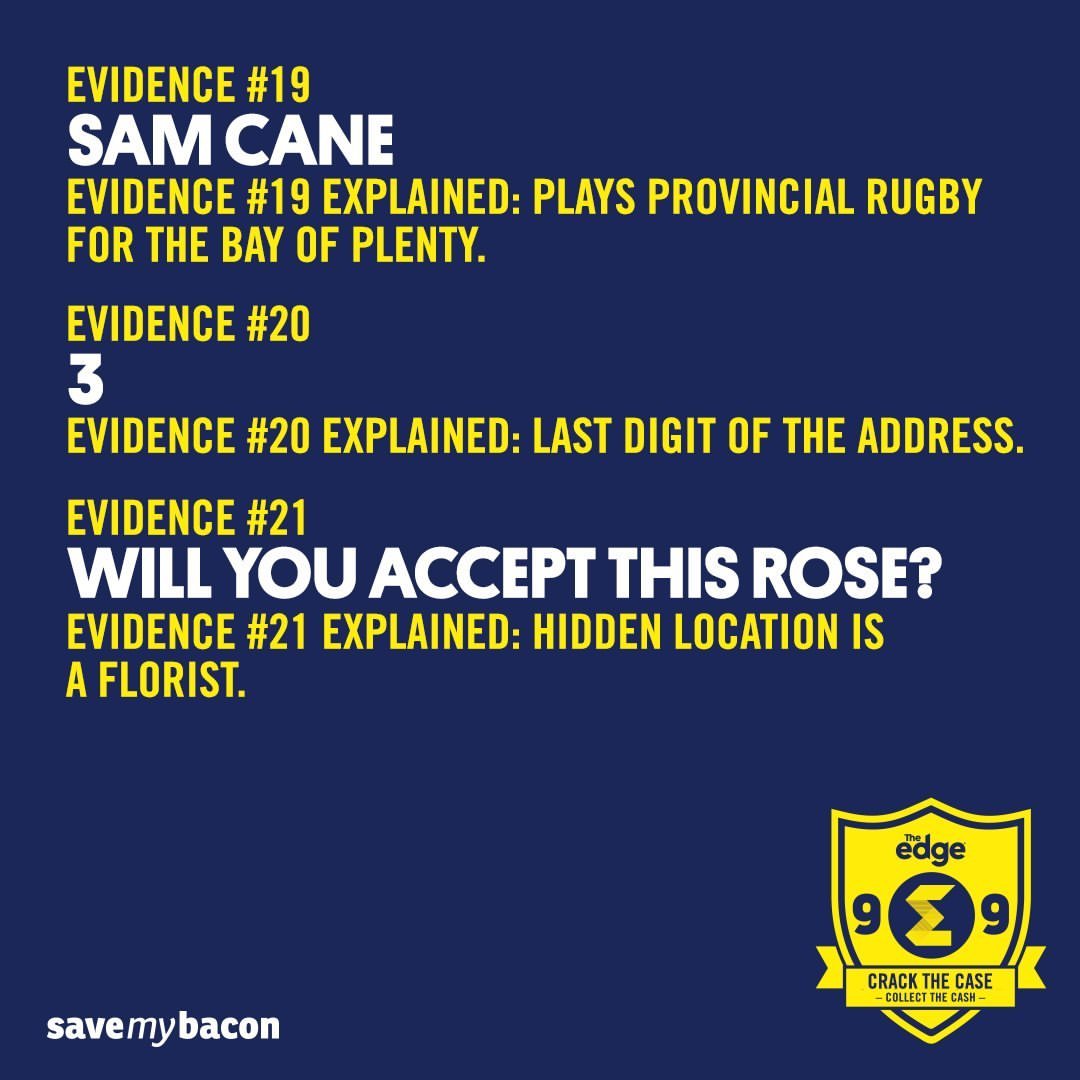 EVIDENCE #19
SAM CANE
EVIDENCE #19 EXPLAINED: PLAYS PROVINCIAL RUGBY
FOR THE BAY OF PLENTY.
EVIDENCE #20
3
EVIDENCE #20 EXPLAINED: LAST DIGIT OF THE ADDRESS.
EVIDENCE #21
WILL YOU ACCEPT THIS ROSE?
EVIDENCE #21 EXPLAINED: HIDDEN LOCATION IS
A FLORIST.
The
edge
9 9
CRACK THE CASE
– COLLECT THE CASH –
savemybacon